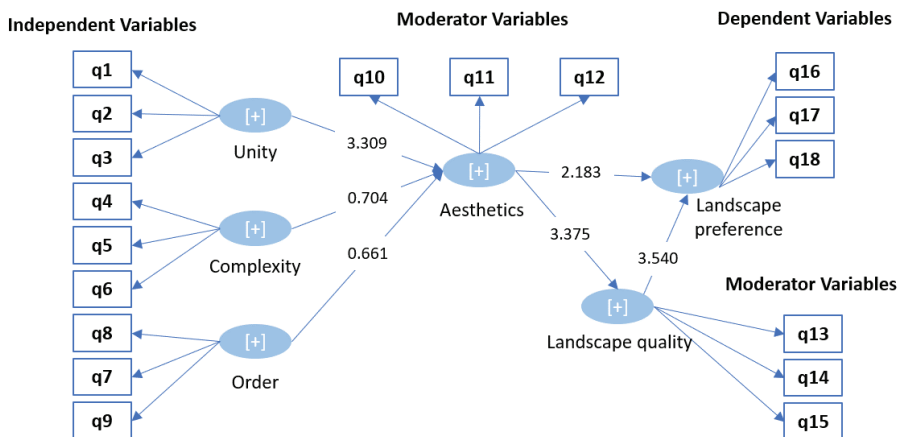 Independent Variables
Moderator Variables
Dependent Variables
q1
q2
q3
q4
q5
q6
q8
q7
q9
[+]
Unity
[+]
Complexity
[+]
Order
3.309
0.704
0.661
q10
q11
q12
[+]
Aesthetics
2.183
3.375
3.540
q16
q17
q18
[+]
Landscape
preference
Moderator Variables
[+]
Landscape quality
q13
q14
q15